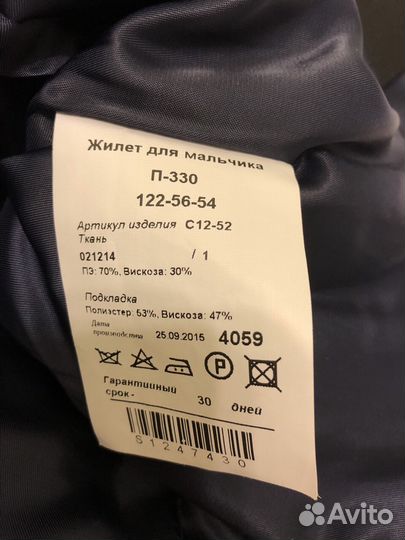 Жилет для мальчика
П-330
122-56-54
Артикул изделия С12-52
Ткань
021214 / 1
ПЭ: 70%, Вискоза: 30%
Подкладка
Полиэстер: 53%, Вискоза: 47%
Дата
производства 25.09.2015 4059
P
Гарантийный
срок - 30 дней
S1247430
Avito